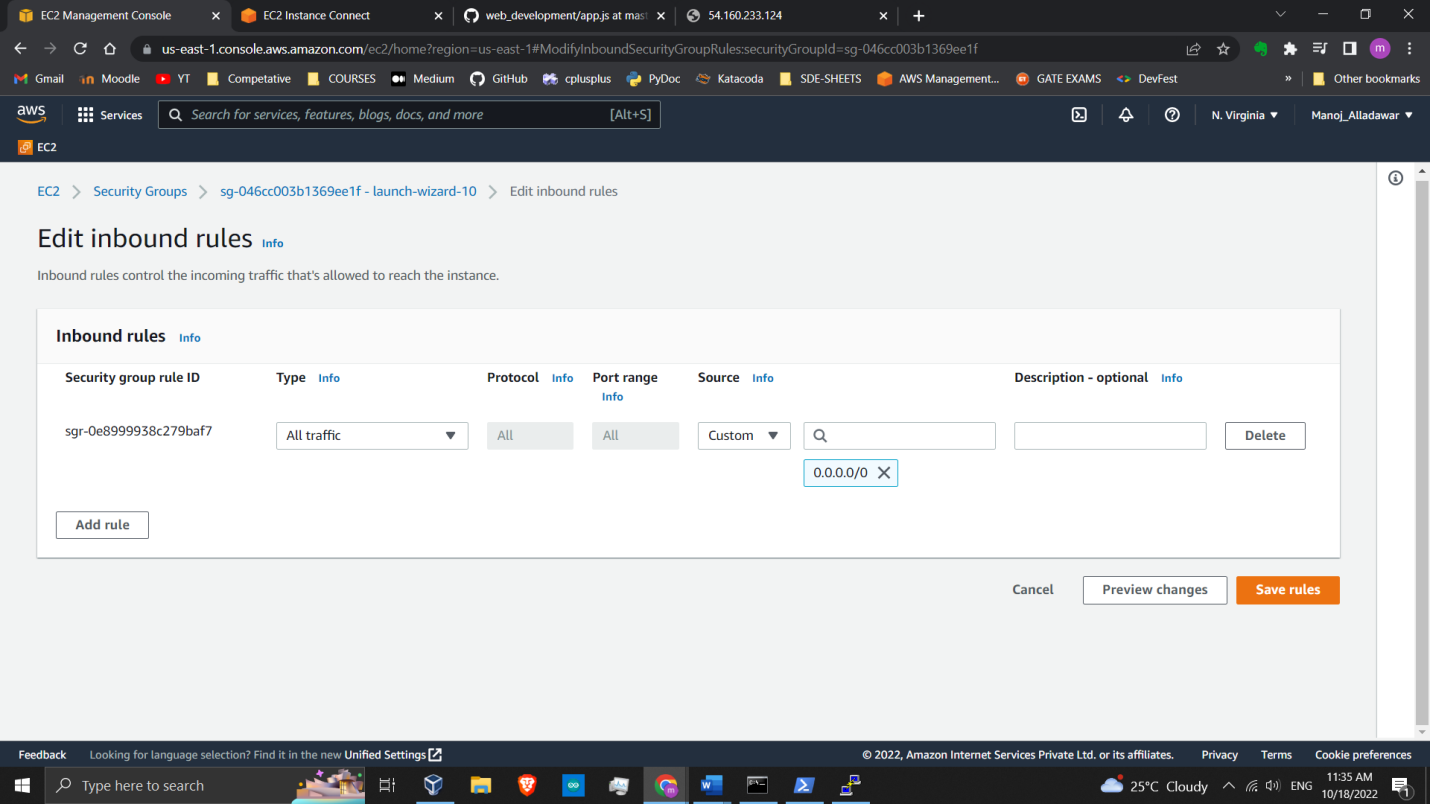 EC2 Management Console
EC2 Instance Connect
web_development/app.js at mast
54.160.233.124
us-east-1.console.aws.amazon.com/ec2/home?region=us-east-1#ModifyInboundSecurityGroupRules:securityGroupId=sg-046cc003b1369ee1f
m
Gmail Moodle YT Competative COURSES Medium GitHub cplusplus PyDoc Katacoda SDE-SHEETS AWS Management... GATE EXAMS DevFest » Other bookmarks
aws Services Search for services, features, blogs, docs, and more [Alt+S] N. Virginia Manoj_Alladawar
EC2
EC2 Security Groups sg-046cc003b1369ee1f - launch-wizard-10 Edit inbound rules
Edit inbound rules Info
Inbound rules control the incoming traffic that's allowed to reach the instance.
Inbound rules Info
Security group rule ID Type Info Protocol Info Port range Source Info Description - optional Info
Info
sgr-0e8999938c279baf7 All traffic All All Custom Delete
0.0.0.0/0
Add rule
Cancel Preview changes Save rules
Feedback Looking for language selection? Find it in the new Unified Settings © 2022, Amazon Internet Services Private Ltd. or its affiliates. Privacy Terms Cookie preferences
Type here to search 25°C Cloudy ENG 11:35 AM
10/18/2022 1